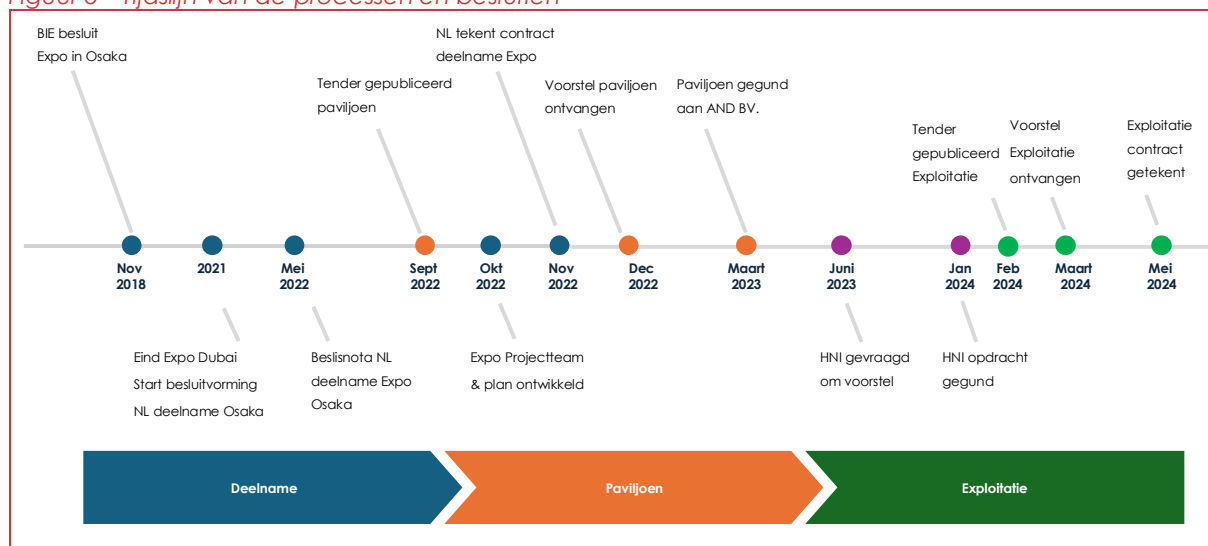 BIE besluit
Expo in Osaka
NL tekent contract
deelname Expo
Tender gepubliceerd
paviljoen
Voorstel paviljoen
ontvangen
Paviljoen gegund
aan AND BV.
Tender
gepubliceerd
Exploitatie
Voorstel
Exploitatie
ontvangen
Exploitatie
contract
getekent
Nov
2018
2021
Mei
2022
Sept
2022
Okt
2022
Nov
2022
Dec
2022
Maart
2023
Juni
2023
Jan
2024
Feb
2024
Maart
2024
Mei
2024
Eind Expo Dubai
Start besluitvorming
NL deelname Osaka
Beslisnota NL
deelname Expo
Osaka
Expo Projectteam
& plan ontwikkeld
HNI gevraagd
om voorstel
HNI opdracht
gegund
Deelname
Paviljoen
Exploitatie